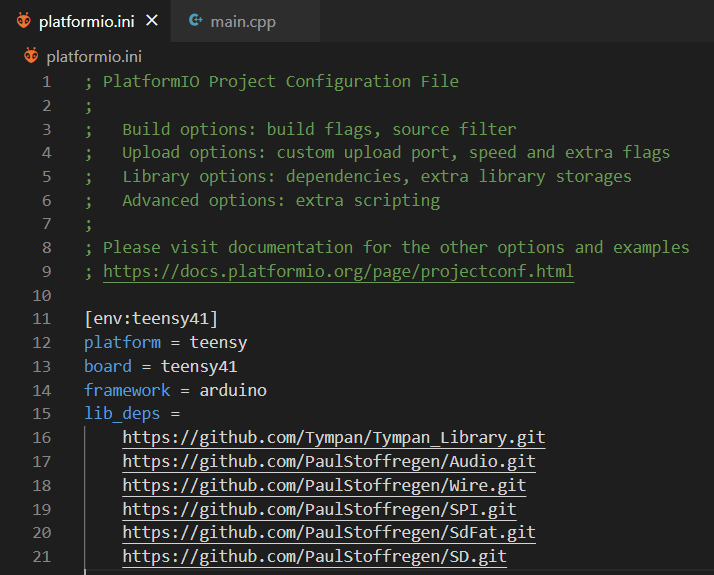 platformio.ini
main.cpp
platformio.ini
1 ; PlatformIO Project Configuration File
2 ;
3 ;   Build options: build flags, source filter
4 ;   Upload options: custom upload port, speed and extra flags
5 ;   Library options: dependencies, extra library storages
6 ;   Advanced options: extra scripting
7 ;
8 ; Please visit documentation for the other options and examples
9 ; https://docs.platformio.org/page/projectconf.html
10
11 [env:teensy41]
12 platform = teensy
13 board = teensy41
14 framework = arduino
15 lib_deps =
16     https://github.com/Tympan/Tympan_Library.git
17     https://github.com/PaulStoffregen/Audio.git
18     https://github.com/PaulStoffregen/Wire.git
19     https://github.com/PaulStoffregen/SPI.git
20     https://github.com/PaulStoffregen/SdFat.git
21     https://github.com/PaulStoffregen/SD.git